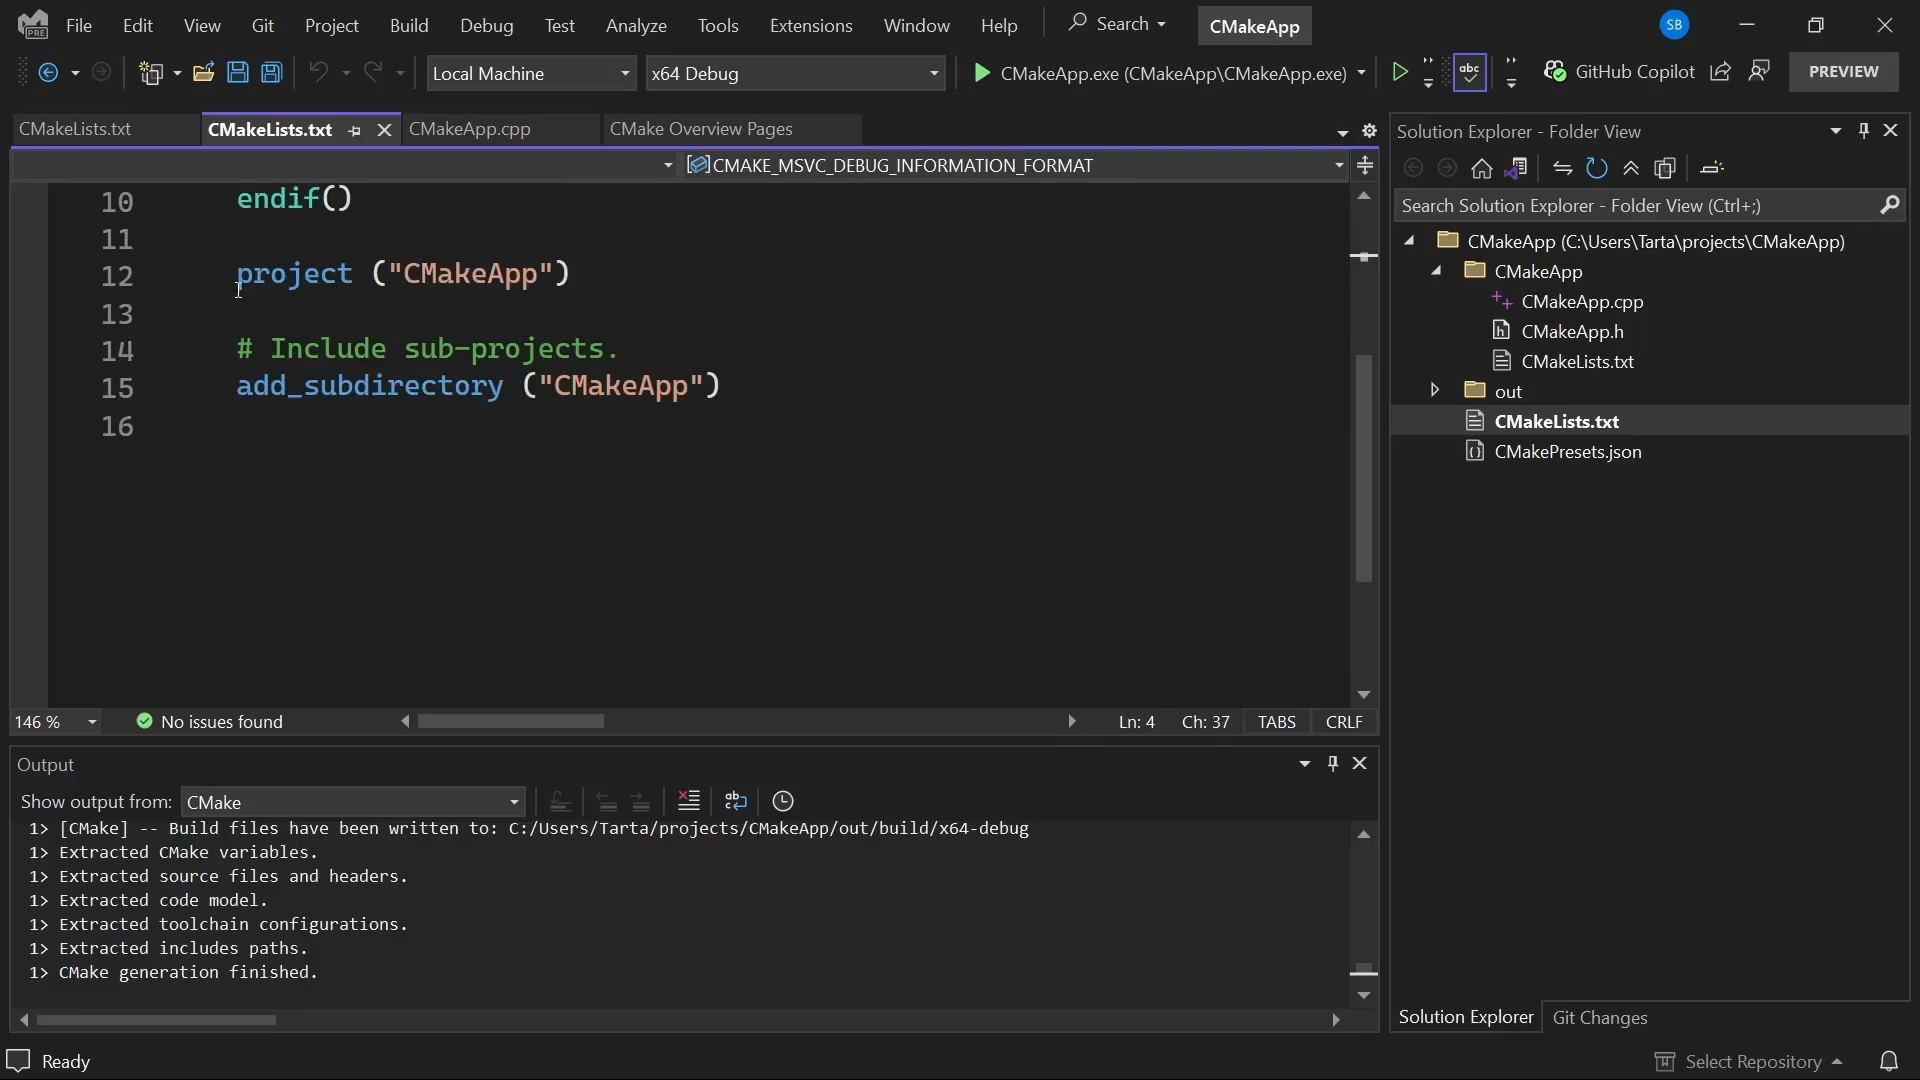 PRE File Edit View Git Project Build Debug Test Analyze Tools Extensions Window Help Search CMakeApp SB
Local Machine x64 Debug CMakeApp.exe (CMakeApp\CMakeApp.exe) abc GitHub Copilot PREVIEW
CMakeLists.txt CMakeLists.txt CMakeApp.cpp CMake Overview Pages
CMAKE_MSVC_DEBUG_INFORMATION_FORMAT
10 endif()
11
12 project ("CMakeApp")
13
14 # Include sub-projects.
15 add_subdirectory ("CMakeApp")
16
146 % No issues found Ln: 4 Ch: 37 TABS CRLF
Output
Show output from: CMake
1> [CMake] -- Build files have been written to: C:/Users/Tarta/projects/CMakeApp/out/build/x64-debug
1> Extracted CMake variables.
1> Extracted source files and headers.
1> Extracted code model.
1> Extracted toolchain configurations.
1> Extracted includes paths.
1> CMake generation finished.
Solution Explorer - Folder View
Search Solution Explorer - Folder View (Ctrl+;)
CMakeApp (C:\Users\Tarta\projects\CMakeApp)
CMakeApp
CMakeApp.cpp
CMakeApp.h
CMakeLists.txt
out
CMakeLists.txt
CMakePresets.json
Solution Explorer Git Changes
Ready Select Repository